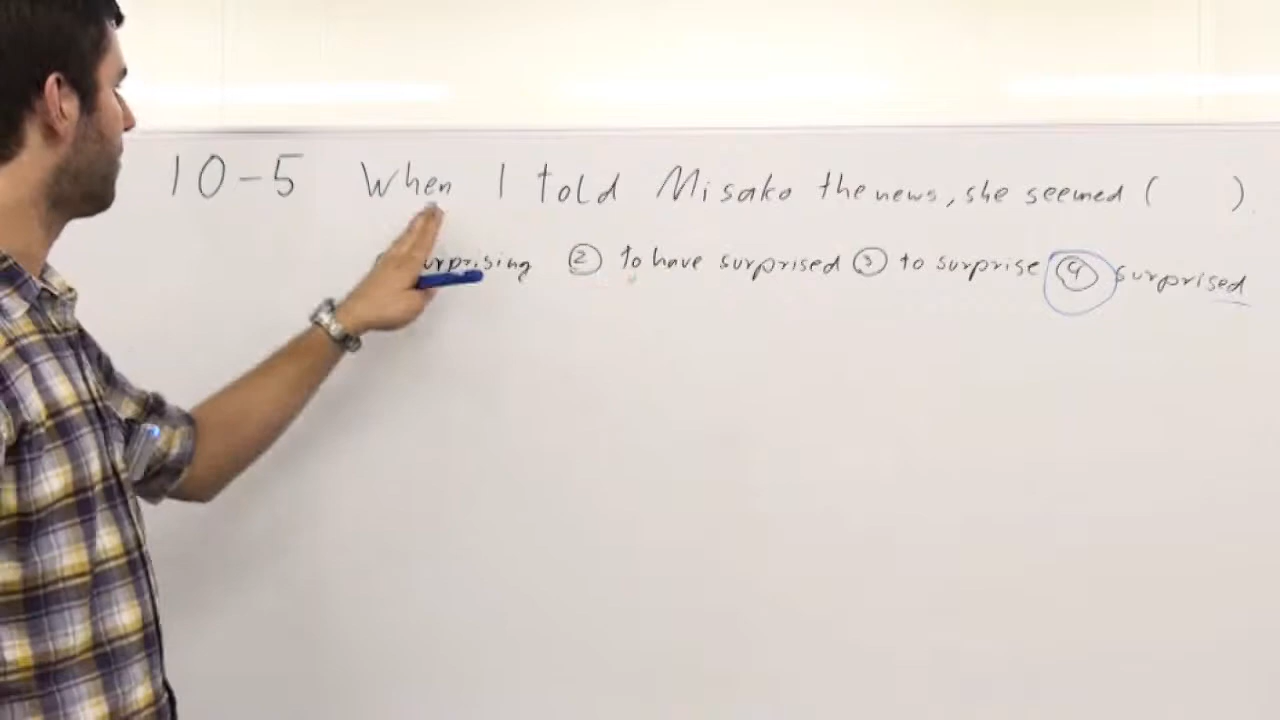 10-5 When I told Misako the news, she seemed ( ).
urprising ② to have surprised ③ to surprise ④ surprised